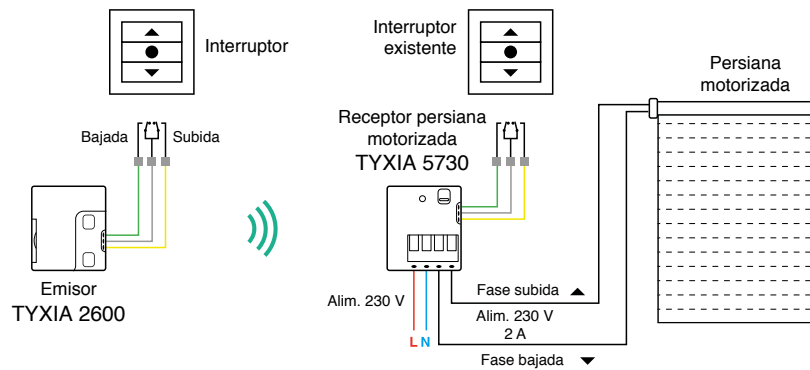 Interruptor
Bajada
Subida
Emisor
TYXIA 2600
Interruptor
existente
Receptor persiana
motorizada
TYXIA 5730
Alim. 230 V
L N
Fase subida
Alim. 230 V
2 A
Fase bajada
Persiana
motorizada